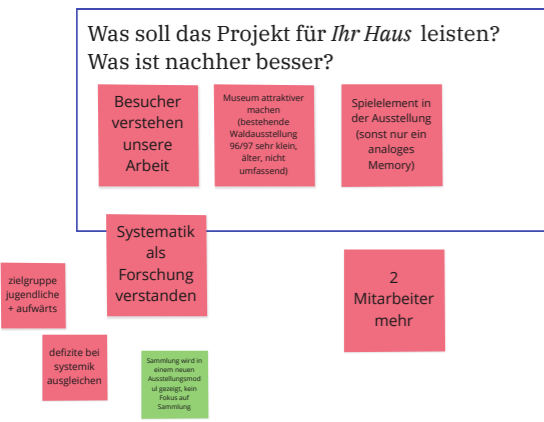 Was soll das Projekt für Ihr Haus leisten?
Was ist nachher besser?
Besucher
verstehen
unsere
Arbeit
Museum attraktiver
machen
(bestehende
Waldausstellung
96/97 sehr klein,
älter, nicht
umfassend)
Spielelement in
der Ausstellung
(sonst nur ein
analoges
Memory)
Systematik
als
Forschung
verstanden
2
Mitarbeiter
mehr
zielgruppe
jugendliche
+ aufwärts
defizite bei
systemik
ausgleichen
Sammlung wird in
einem neuen
Ausstellungsmod
ul gezeigt, kein
Fokus auf
Sammlung